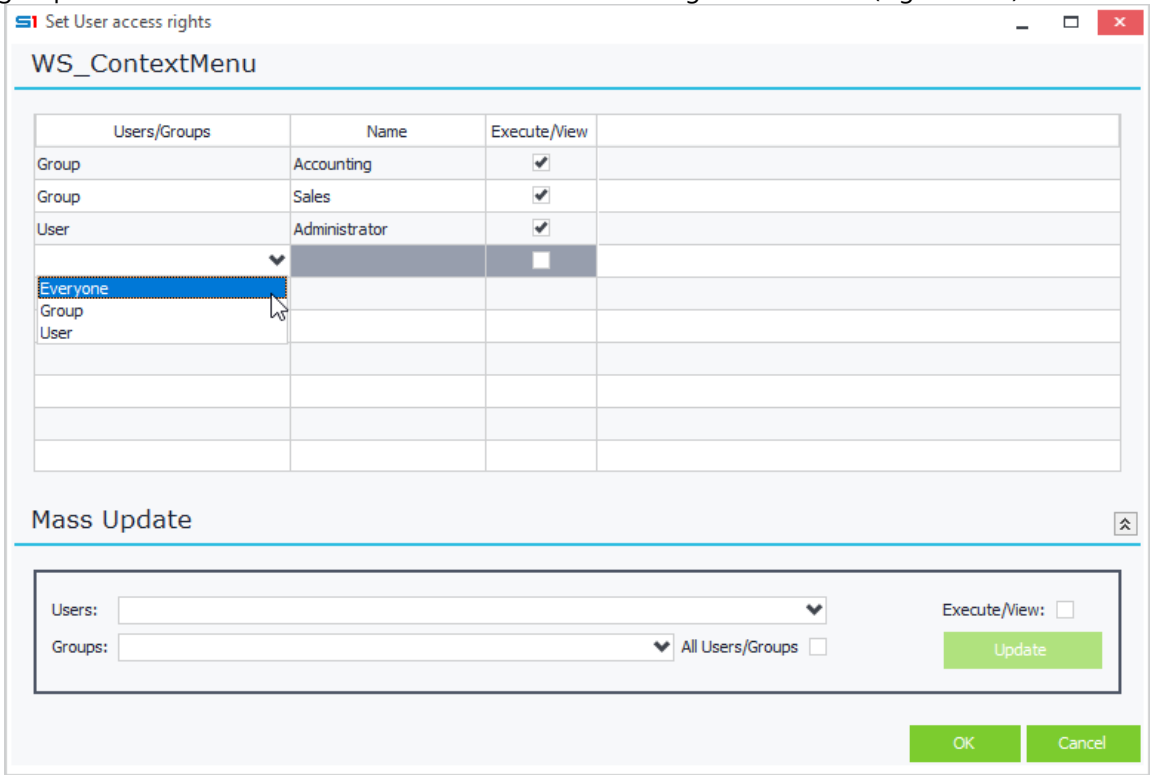 S1 Set User access rights
WS_ContextMenu
Users/Groups Name Execute/View
Group Accounting
Group Sales
User Administrator
Everyone
Group
User
Mass Update
Users: Execute/View:
Groups: All Users/Groups Update
OK Cancel